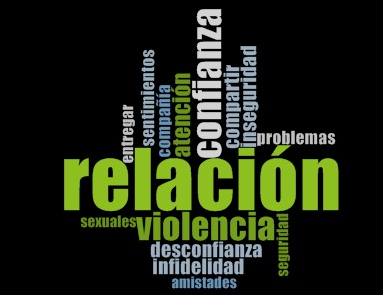 entregar
sentimientos
compañía
atención
confianza
compartir
inseguridad
problemas
relación
sexuales
violencia
seguridad
desconfianza
infidelidad
amistades